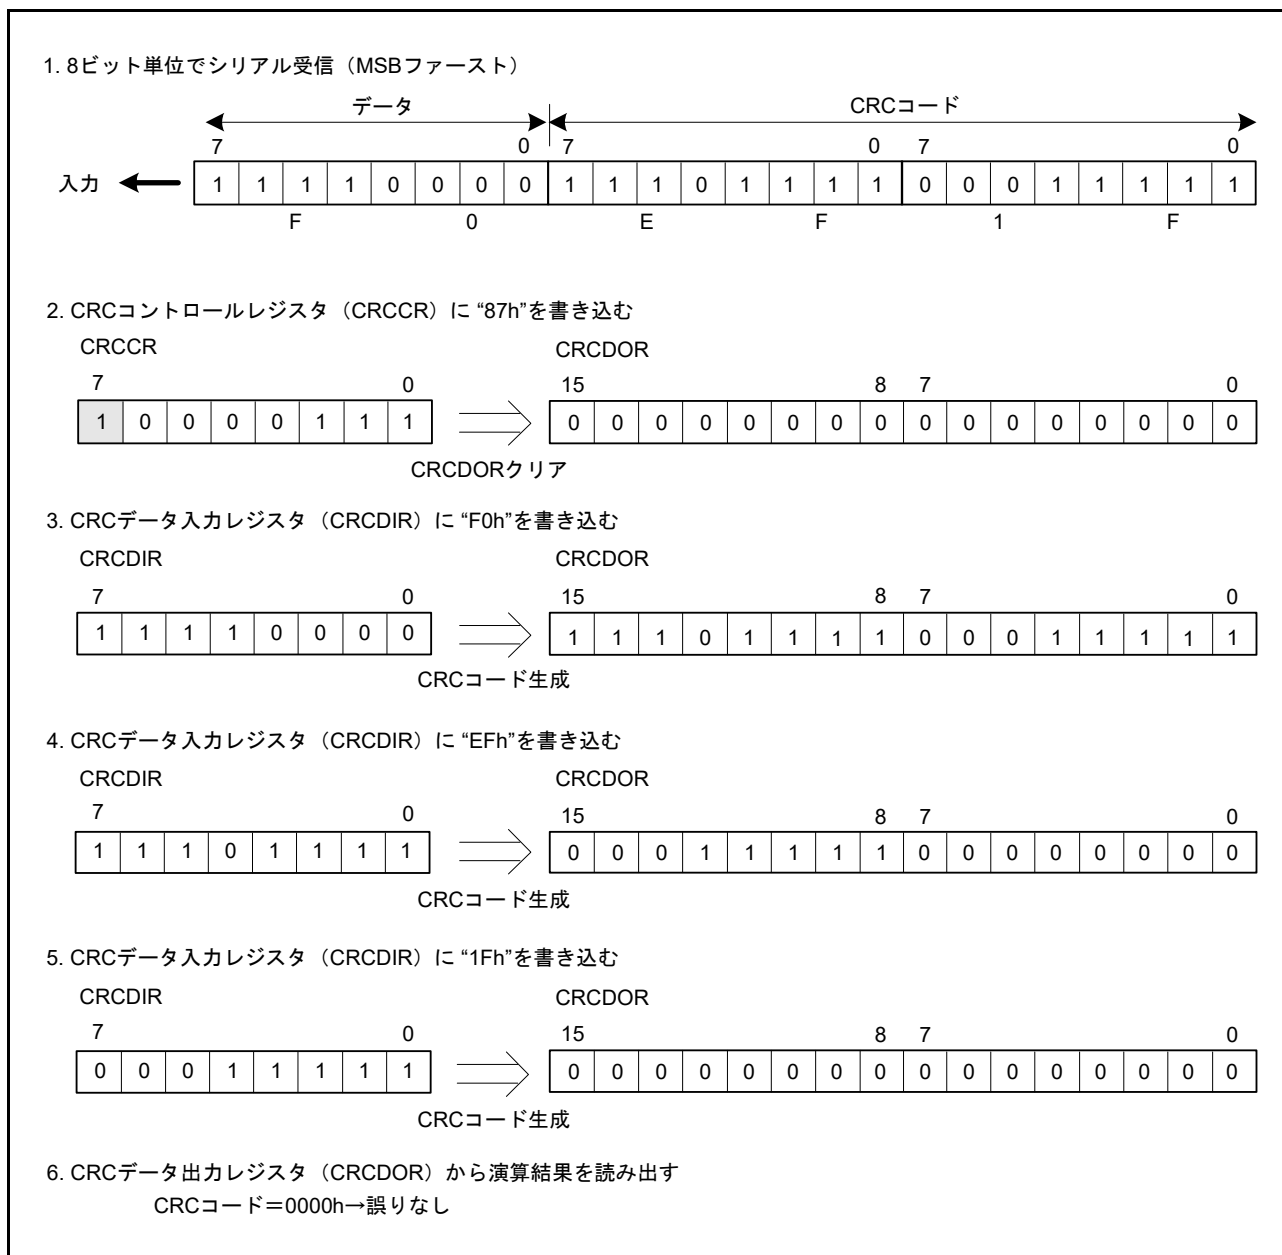 1. 8ビット単位でシリアル受信（MSBファースト）
データ CRCコード
7 0 7 0 7 0
入力 1 1 1 1 0 0 0 0 1 1 1 0 1 1 1 1 0 0 0 1 1 1 1 1
F 0 E F 1 F
2. CRCコントロールレジスタ（CRCCR）に “87h”を書き込む
CRCCR CRCDOR
7 0 15 8 7 0
1 0 0 0 0 1 1 1 0 0 0 0 0 0 0 0 0 0 0 0 0 0 0 0
CRCDORクリア
3. CRCデータ入力レジスタ（CRCDIR）に “F0h”を書き込む
CRCDIR CRCDOR
7 0 15 8 7 0
1 1 1 1 0 0 0 0 1 1 1 0 1 1 1 1 0 0 0 1 1 1 1 1
CRCコード生成
4. CRCデータ入力レジスタ（CRCDIR）に “EFh”を書き込む
CRCDIR CRCDOR
7 0 15 8 7 0
1 1 1 0 1 1 1 1 0 0 0 1 1 1 1 1 0 0 0 0 0 0 0 0
CRCコード生成
5. CRCデータ入力レジスタ（CRCDIR）に “1Fh”を書き込む
CRCDIR CRCDOR
7 0 15 8 7 0
0 0 0 1 1 1 1 1 0 0 0 0 0 0 0 0 0 0 0 0 0 0 0 0
CRCコード生成
6. CRCデータ出力レジスタ（CRCDOR）から演算結果を読み出す
CRCコード＝0000h→誤りなし